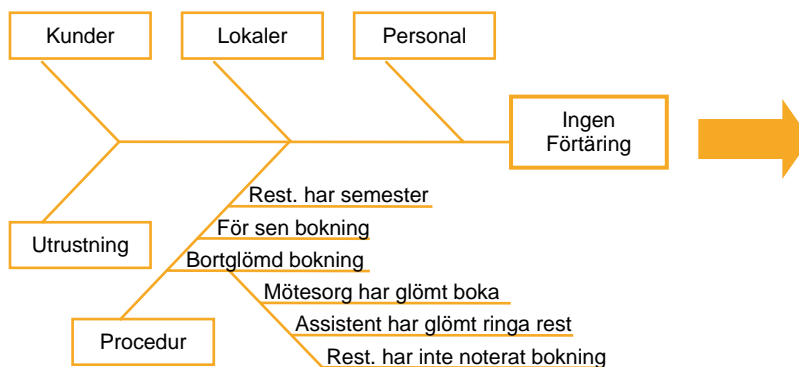 Kunder
Lokaler
Personal
Ingen
Förtäring
Rest. har semester
För sen bokning
Utrustning
Bortglömd bokning
Mötesorg har glömt boka
Assistent har glömt ringa rest
Procedur
Rest. har inte noterat bokning